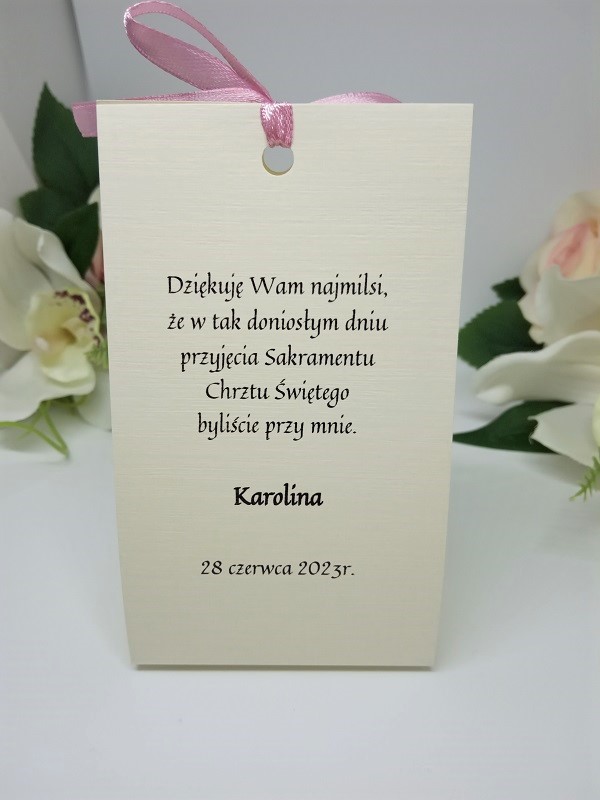 Dziękuję Wam najmilsi,
że w tak doniosłym dniu
przyjęcia Sakramentu
Chrztu Świętego
byliście przy mnie.
Karolina
28 czerwca 2023r.